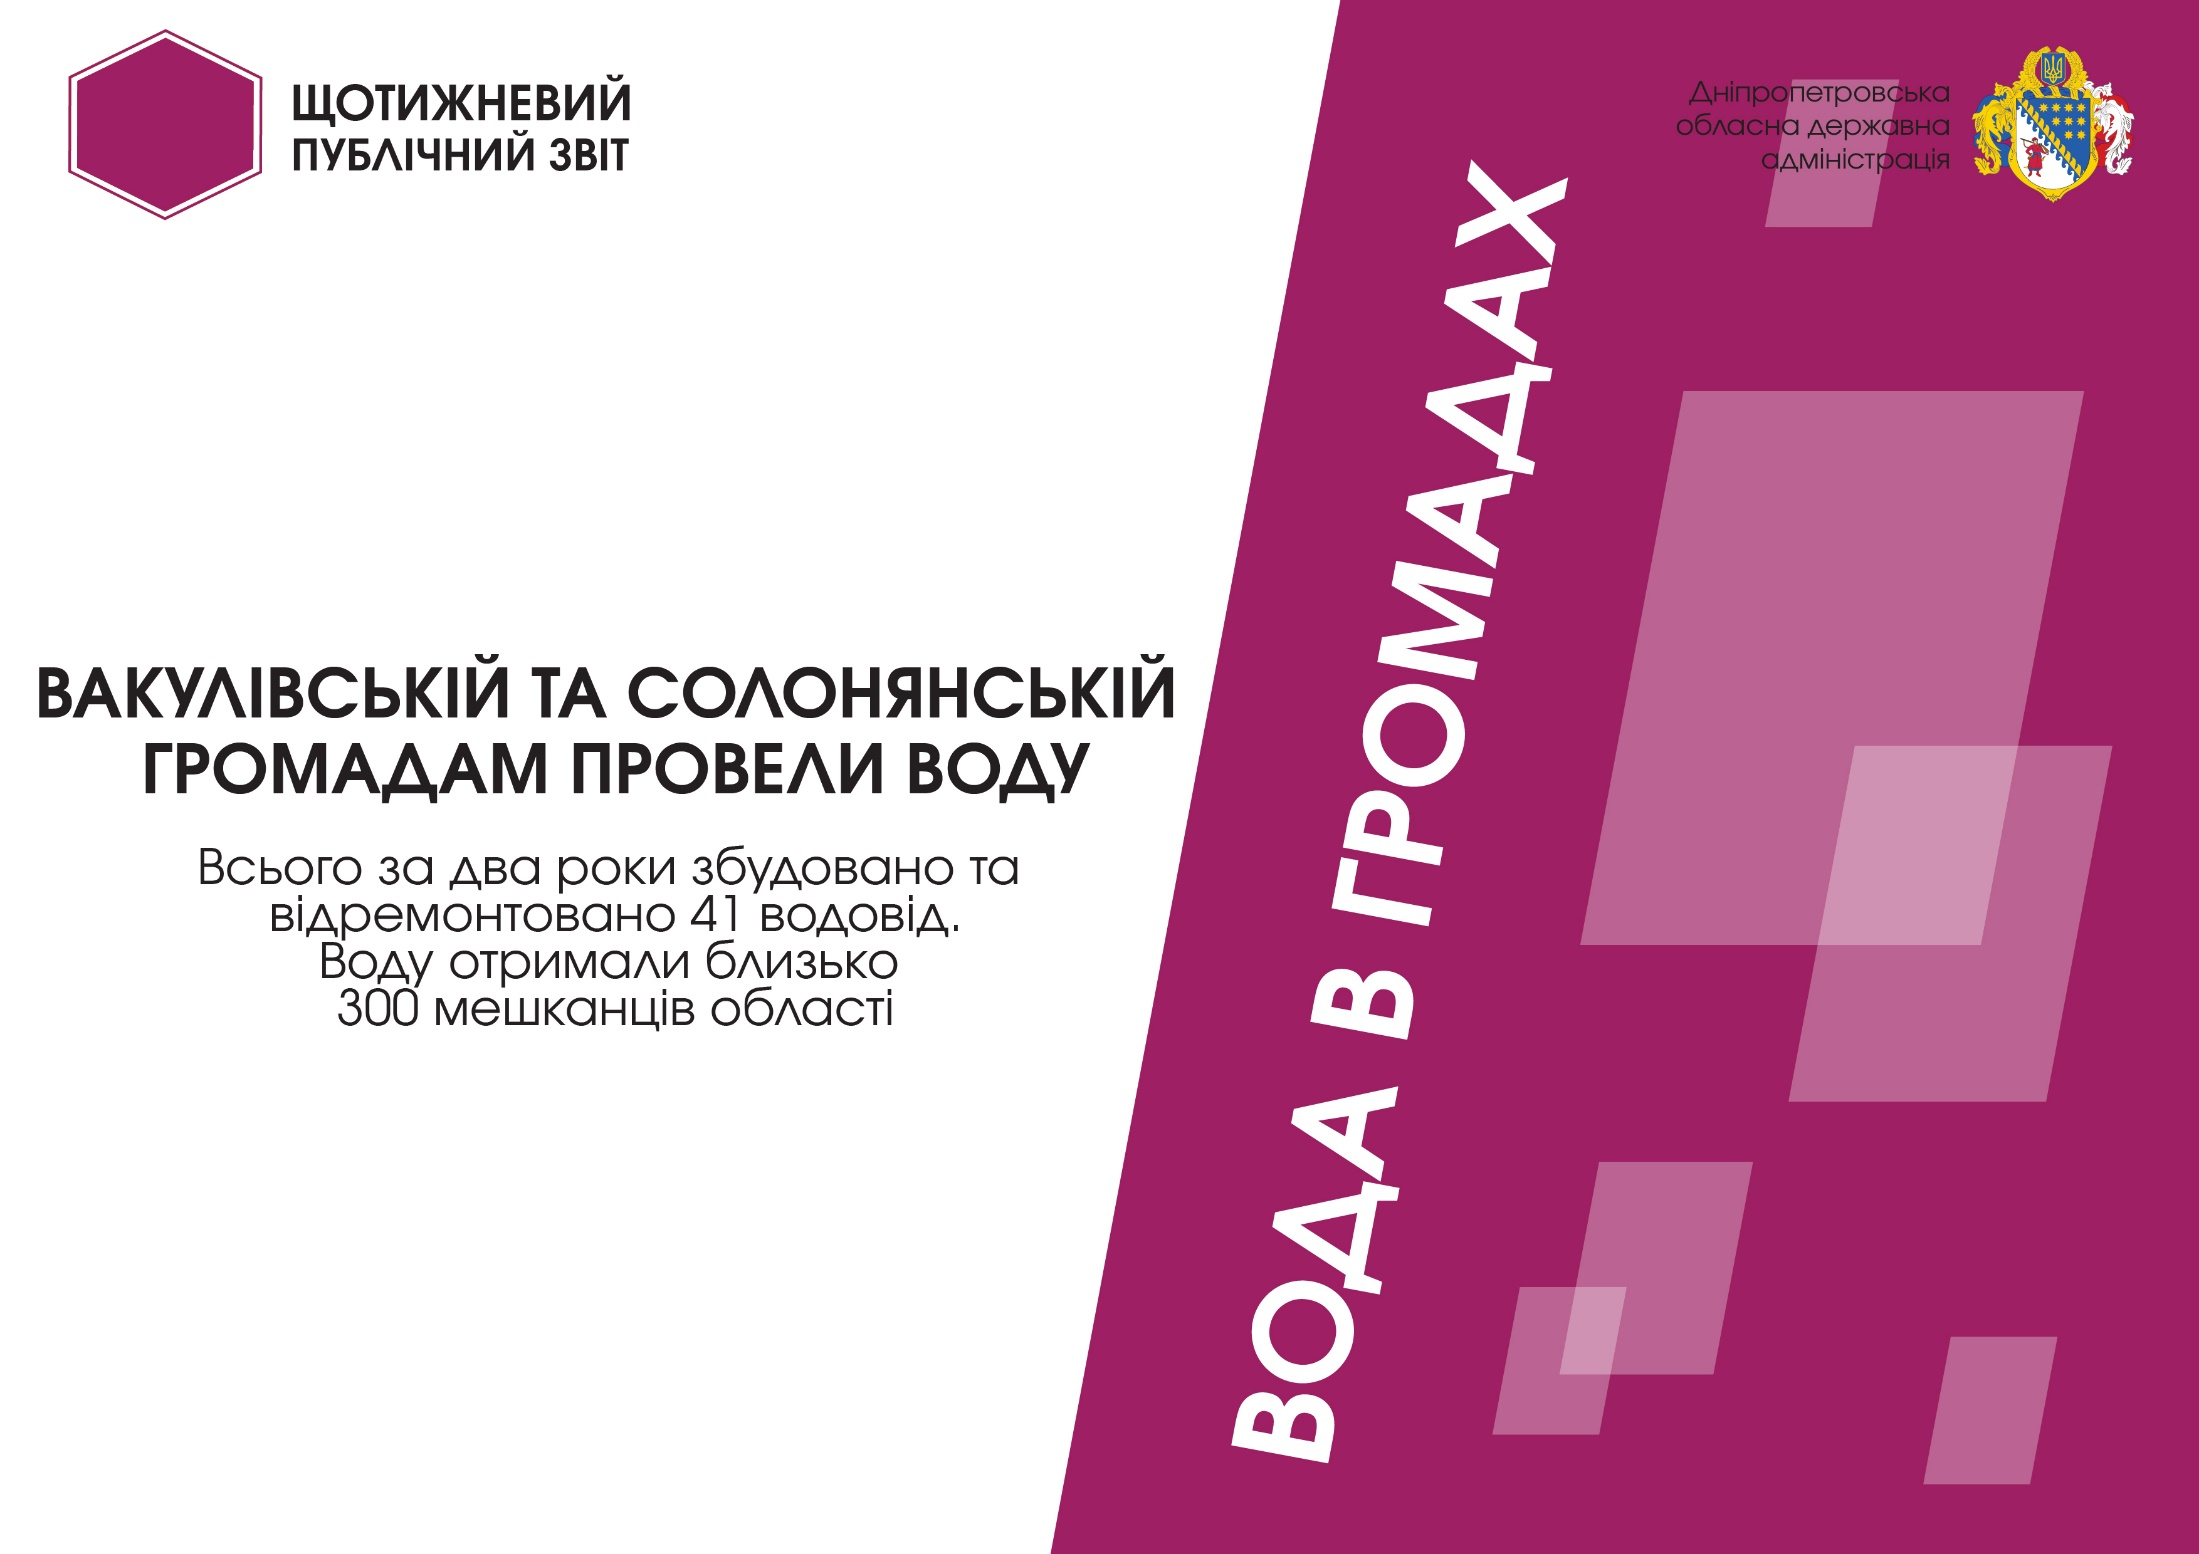 ЩОТИЖНЕВИЙ
ПУБЛІЧНИЙ ЗВІТ
Дніпропетровська
обласна державна
адміністрація
ВАКУЛІВСЬКІЙ ТА СОЛОНЯНСЬКІЙ
ГРОМАДАМ ПРОВЕЛИ ВОДУ
Всього за два роки збудовано та
відремонтовано 41 водовід.
Воду отримали близько
300 мешканців області
ВОДА В ГРОМАДАХ